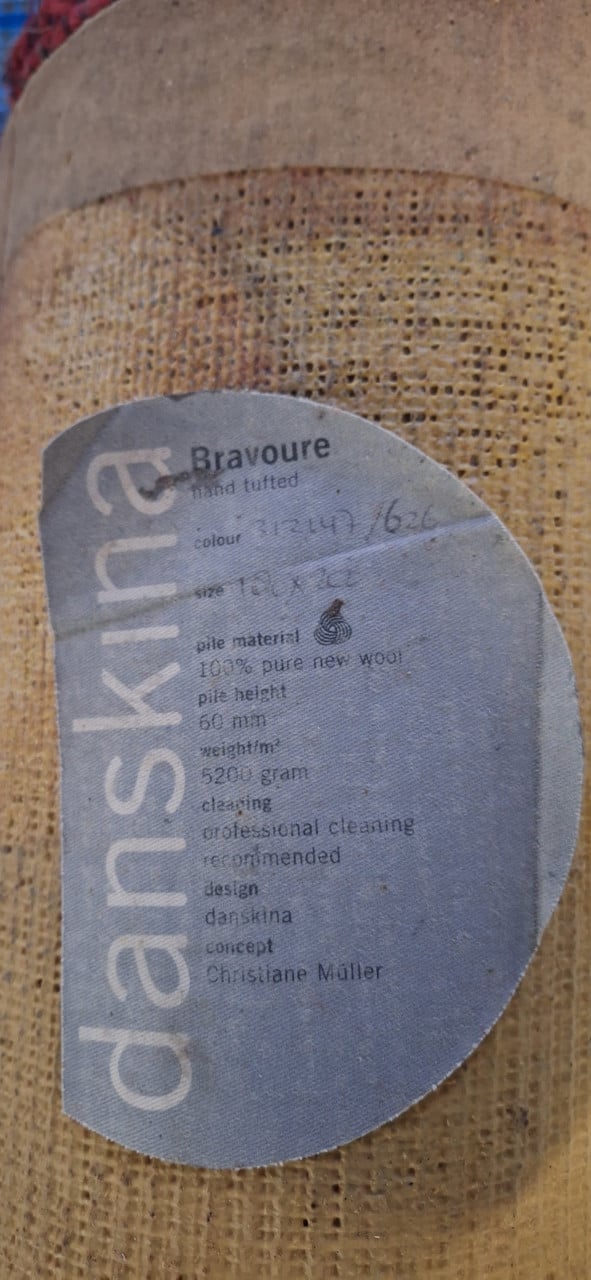 danskina
Bravoure
hand tufted
colour
size
pile material
100% pure new wool
pile height
60 mm
weight/m²
5200 gram
cleaning
professional cleaning
recommended
design
danskina
concept
Christiane Müller